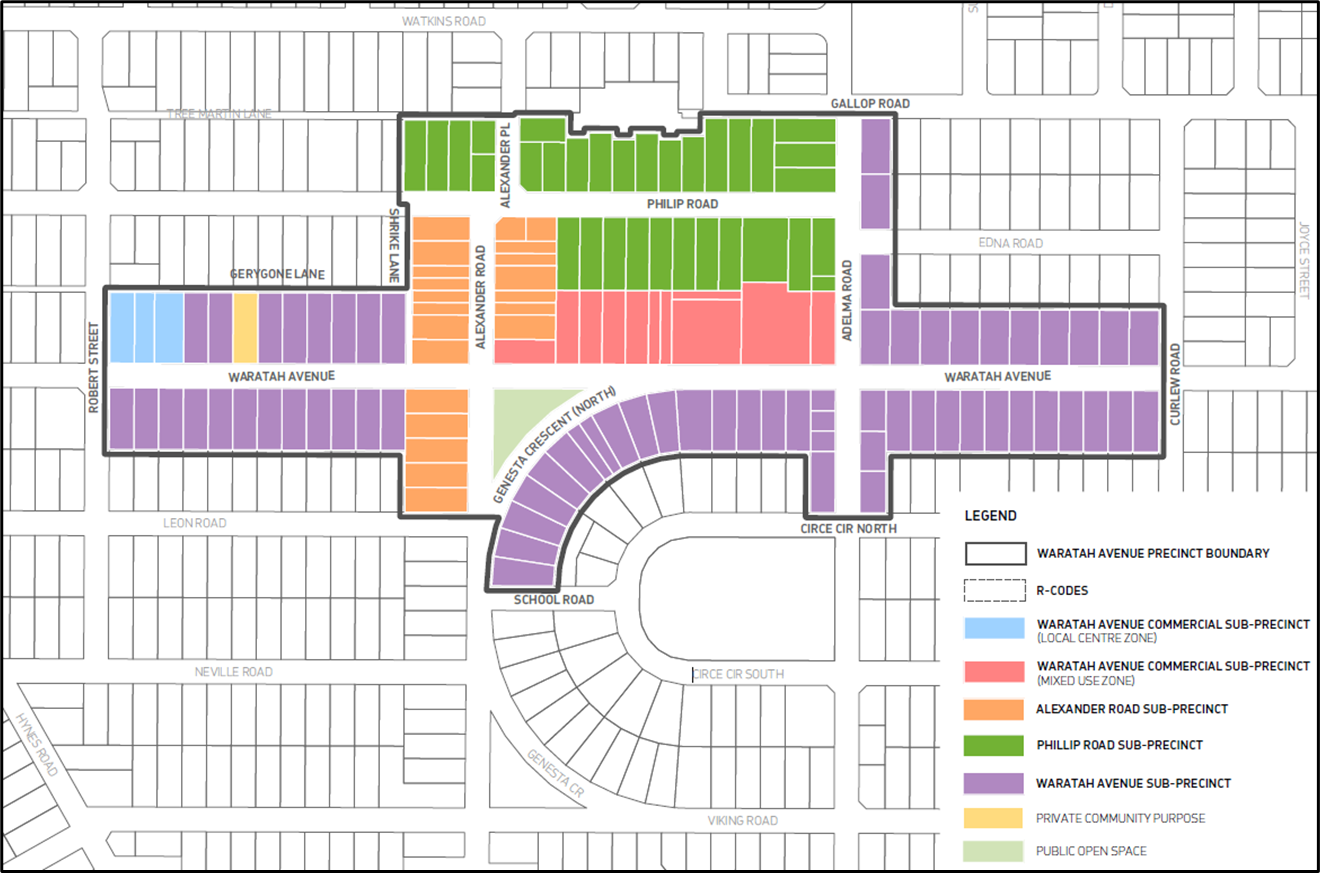 WATKINS ROAD
GALLOP ROAD
TREE MARTIN LANE
ALEXANDER PL
PHILIP ROAD
SHRIKE LANE
EDNA ROAD
JOYCE STREET
GERYGONE LANE
ALEXANDER ROAD
ADELMA ROAD
ROBERT STREET
WARATAH AVENUE
WARATAH AVENUE
CURLEW ROAD
GENESTA CRESCENT (NORTH)
LEON ROAD
CIRCE CIR NORTH
SCHOOL ROAD
NEVILLE ROAD
CIRCE CIR SOUTH
HYNES ROAD
GENESTA CR
VIKING ROAD
LEGEND
WARATAH AVENUE PRECINCT BOUNDARY
R-CODES
WARATAH AVENUE COMMERCIAL SUB-PRECINCT
(LOCAL CENTRE ZONE)
WARATAH AVENUE COMMERCIAL SUB-PRECINCT
(MIXED USE ZONE)
ALEXANDER ROAD SUB-PRECINCT
PHILLIP ROAD SUB-PRECINCT
WARATAH AVENUE SUB-PRECINCT
PRIVATE COMMUNITY PURPOSE
PUBLIC OPEN SPACE